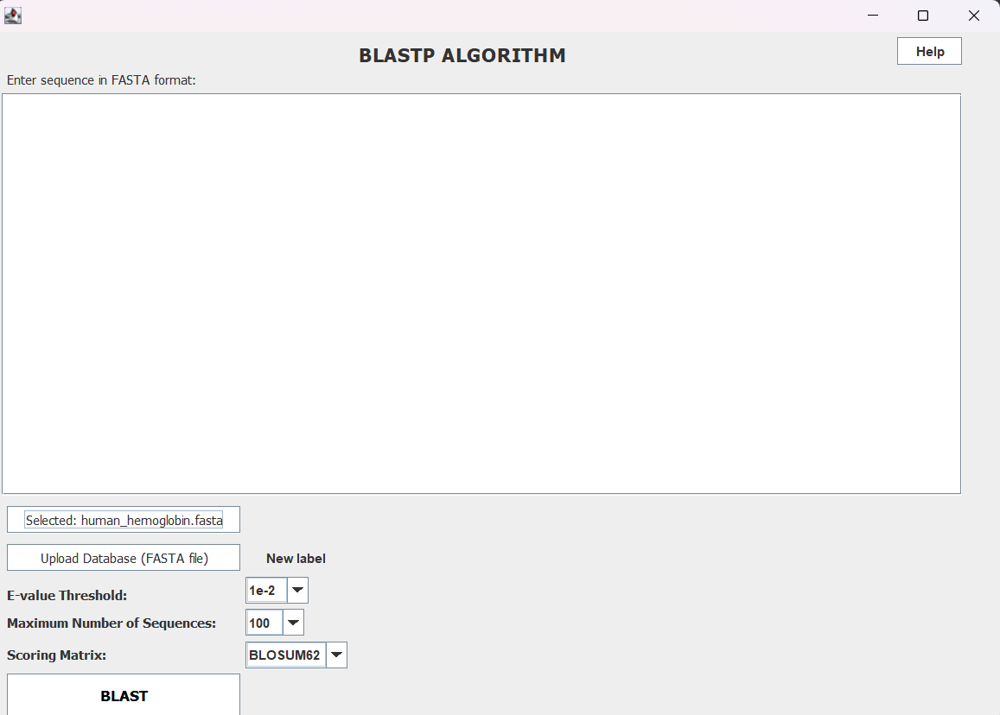 BLASTP ALGORITHM
Help
Enter sequence in FASTA format:
Selected: human_hemoglobin.fasta
Upload Database (FASTA file)
New label
E-value Threshold:
1e-2
Maximum Number of Sequences:
100
Scoring Matrix:
BLOSUM62
BLAST